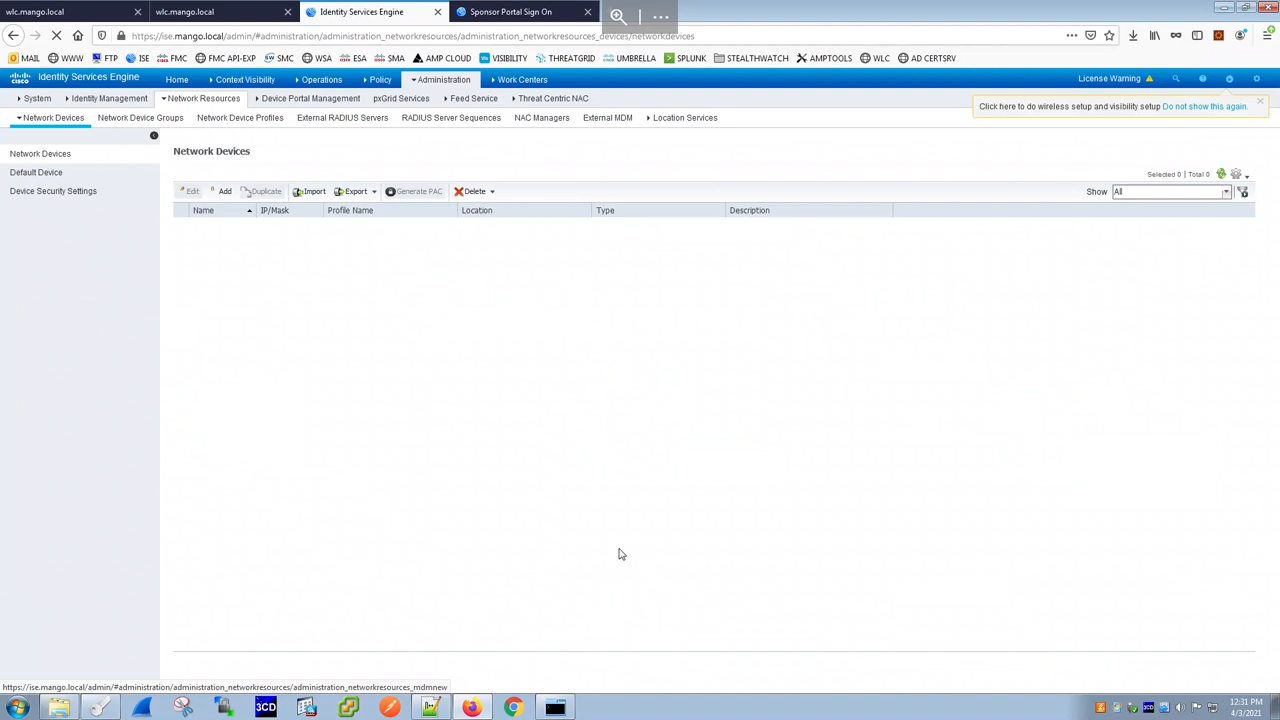 wlc.mango.local
wlc.mango.local
Identity Services Engine
Sponsor Portal Sign On
https://ise.mango.local/admin/#administration/administration_networkresources/administration_networkresources_devices/networkdevices
MAIL WWW FTP ISE FMC FMC API-EXP SMC WSA ESA SMA AMP CLOUD VISIBILITY THREATGRID UMBRELLA SPLUNK STEALTHWATCH AMPTOOLS WLC AD CERTSRV
cisco Identity Services Engine Home Context Visibility Operations Policy Administration Work Centers License Warning
System Identity Management Network Resources Device Portal Management pxGrid Services Feed Service Threat Centric NAC
Click here to do wireless setup and visibility setup Do not show this again.
Network Devices Network Device Groups Network Device Profiles External RADIUS Servers RADIUS Server Sequences NAC Managers External MDM Location Services
Network Devices
Default Device
Device Security Settings
Network Devices
Selected 0 | Total 0
Edit Add Duplicate Import Export Generate PAC Delete Show All
Name IP/Mask Profile Name Location Type Description
https://ise.mango.local/admin/#administration/administration_networkresources/administration_networkresources_mdmnew
3CD
3CD
12:31 PM
4/3/2021